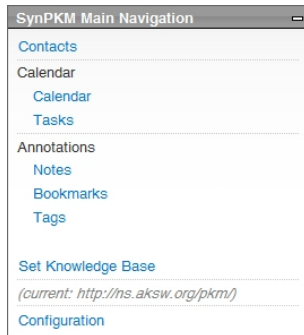 SynPKM Main Navigation
Contacts
Calendar
Calendar
Tasks
Annotations
Notes
Bookmarks
Tags
Set Knowledge Base
(current: http://ns.aksw.org/pkm/)
Configuration